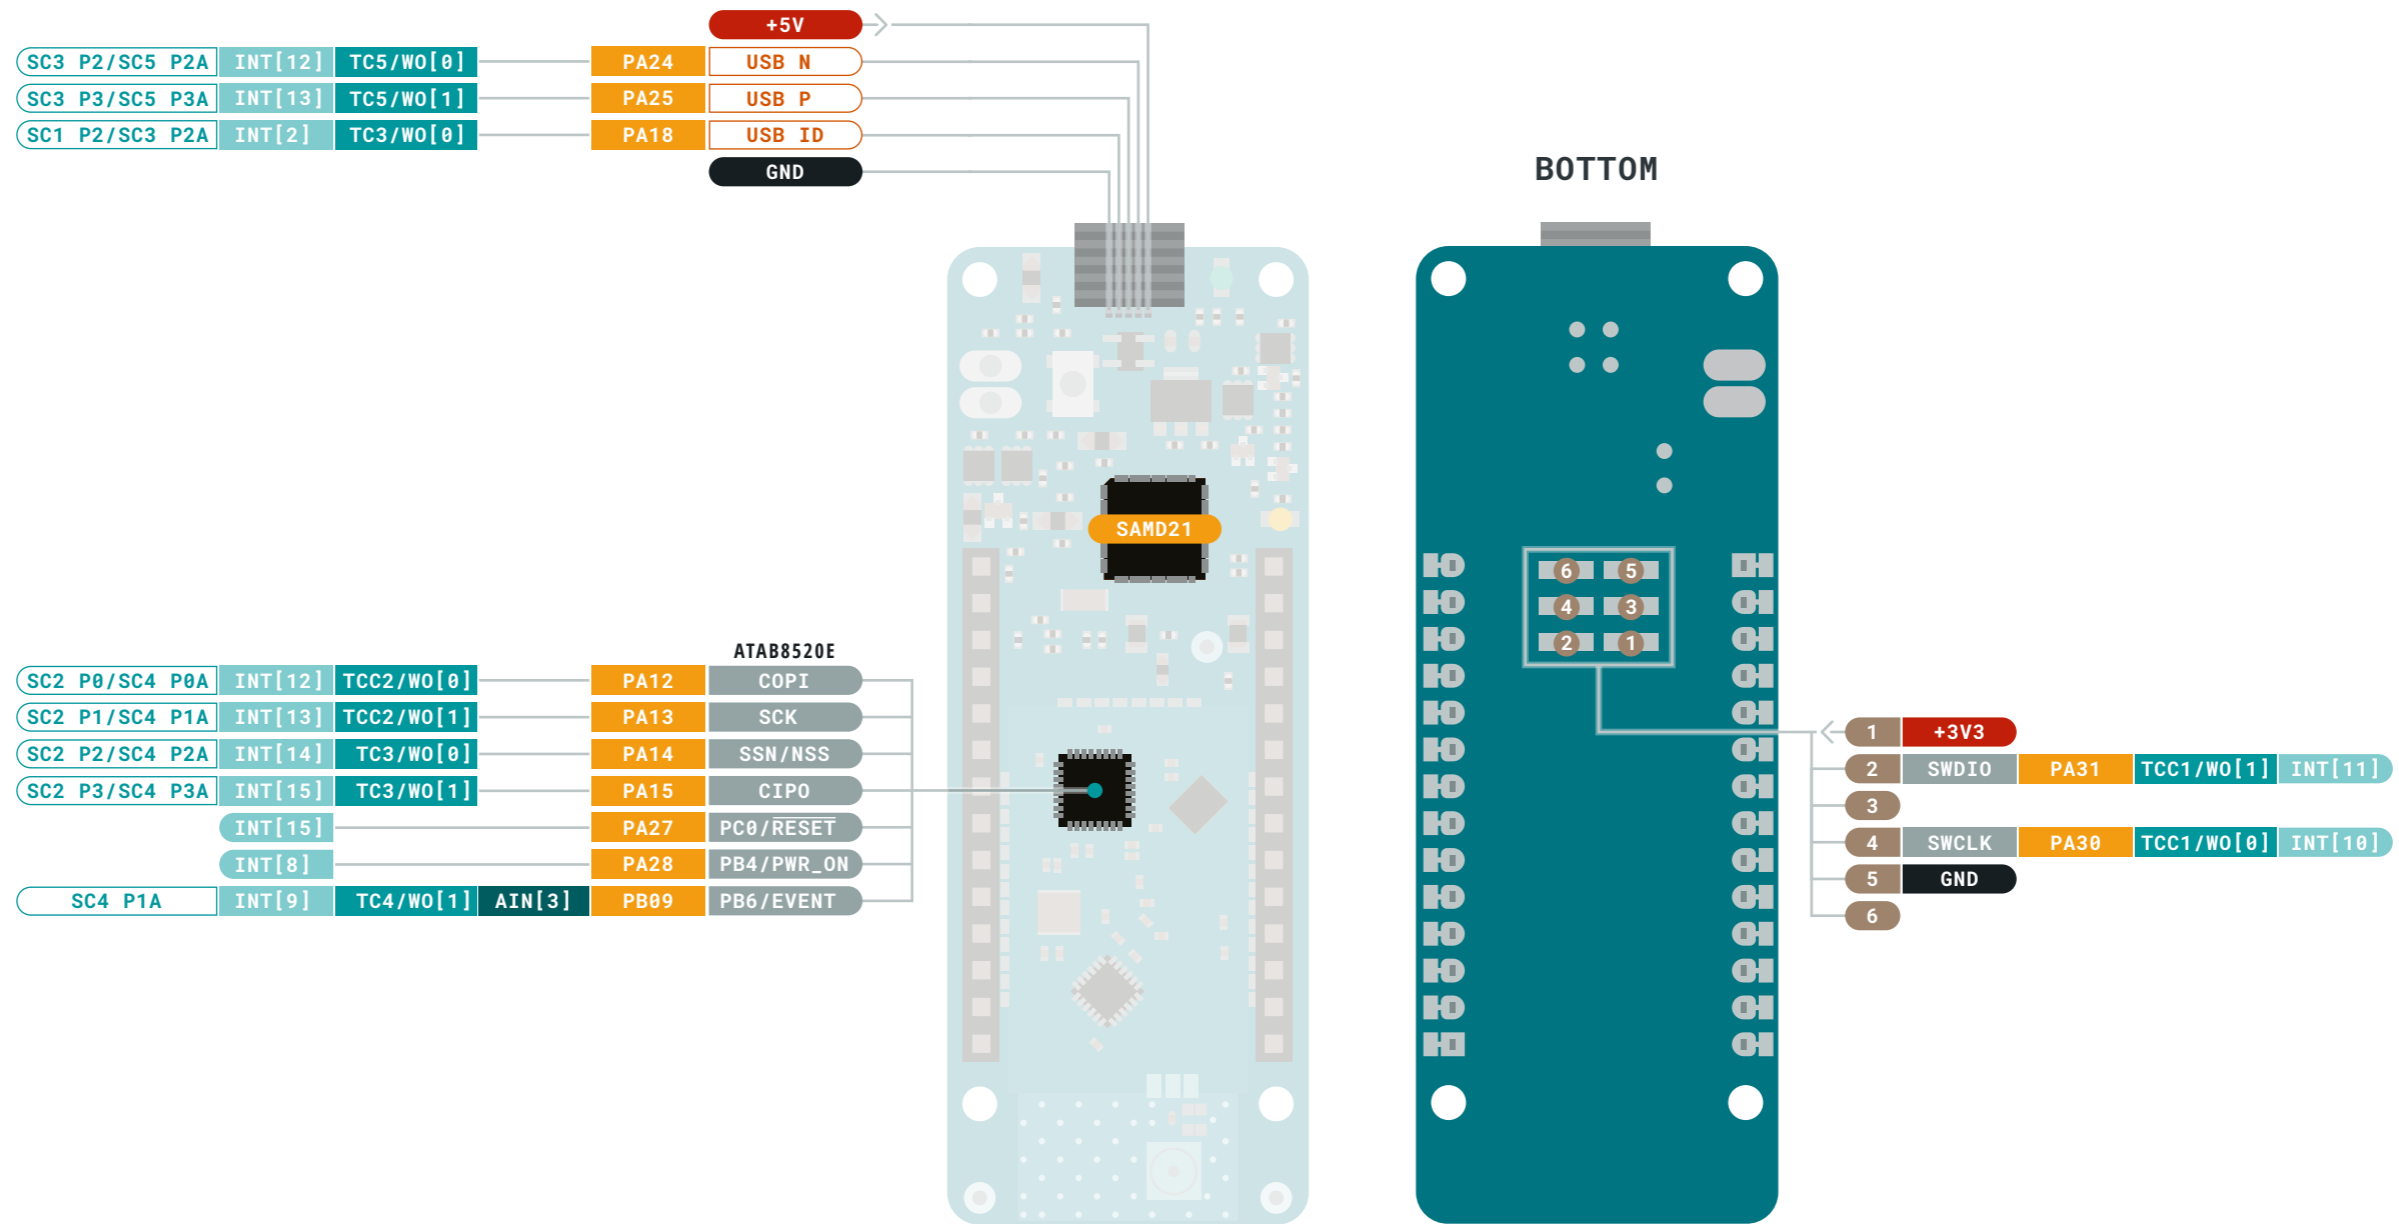 +5V
SC3 P2/SC5 P2A INT[12] TC5/WO[0] PA24 USB N
SC3 P3/SC5 P3A INT[13] TC5/WO[1] PA25 USB P
SC1 P2/SC3 P2A INT[2] TC3/WO[0] PA18 USB ID
GND
BOTTOM
SAMD21
6 5
4 3
2 1
ATAB8520E
SC2 P0/SC4 P0A INT[12] TCC2/WO[0] PA12 COPI
SC2 P1/SC4 P1A INT[13] TCC2/WO[1] PA13 SCK
SC2 P2/SC4 P2A INT[14] TC3/WO[0] PA14 SSN/NSS
SC2 P3/SC4 P3A INT[15] TC3/WO[1] PA15 CIPO
INT[15] PA27 PC0/RESET
INT[8] PA28 PB4/PWR_ON
SC4 P1A INT[9] TC4/WO[1] AIN[3] PB09 PB6/EVENT
1 +3V3
2 SWDIO PA31 TCC1/WO[1] INT[11]
3
4 SWCLK PA30 TCC1/WO[0] INT[10]
5 GND
6